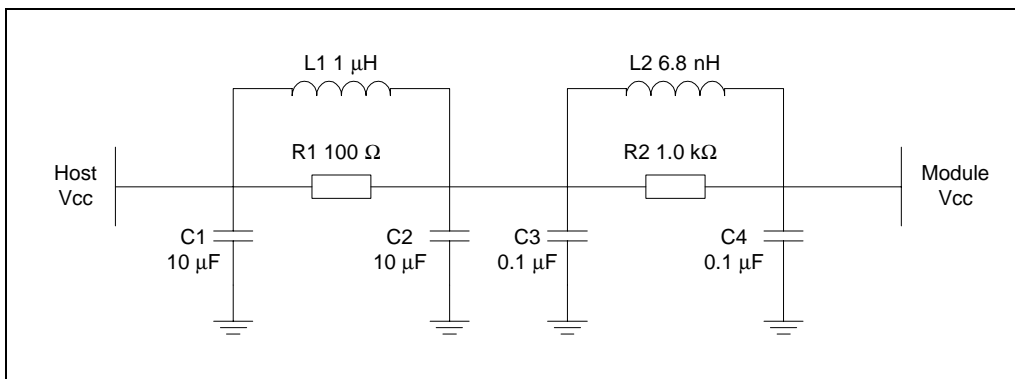 L1 1 μH
L2 6.8 nH
R1 100 Ω
R2 1.0 kΩ
Host
Vcc
Module
Vcc
C1
10 μF
C2
10 μF
C3
0.1 μF
C4
0.1 μF